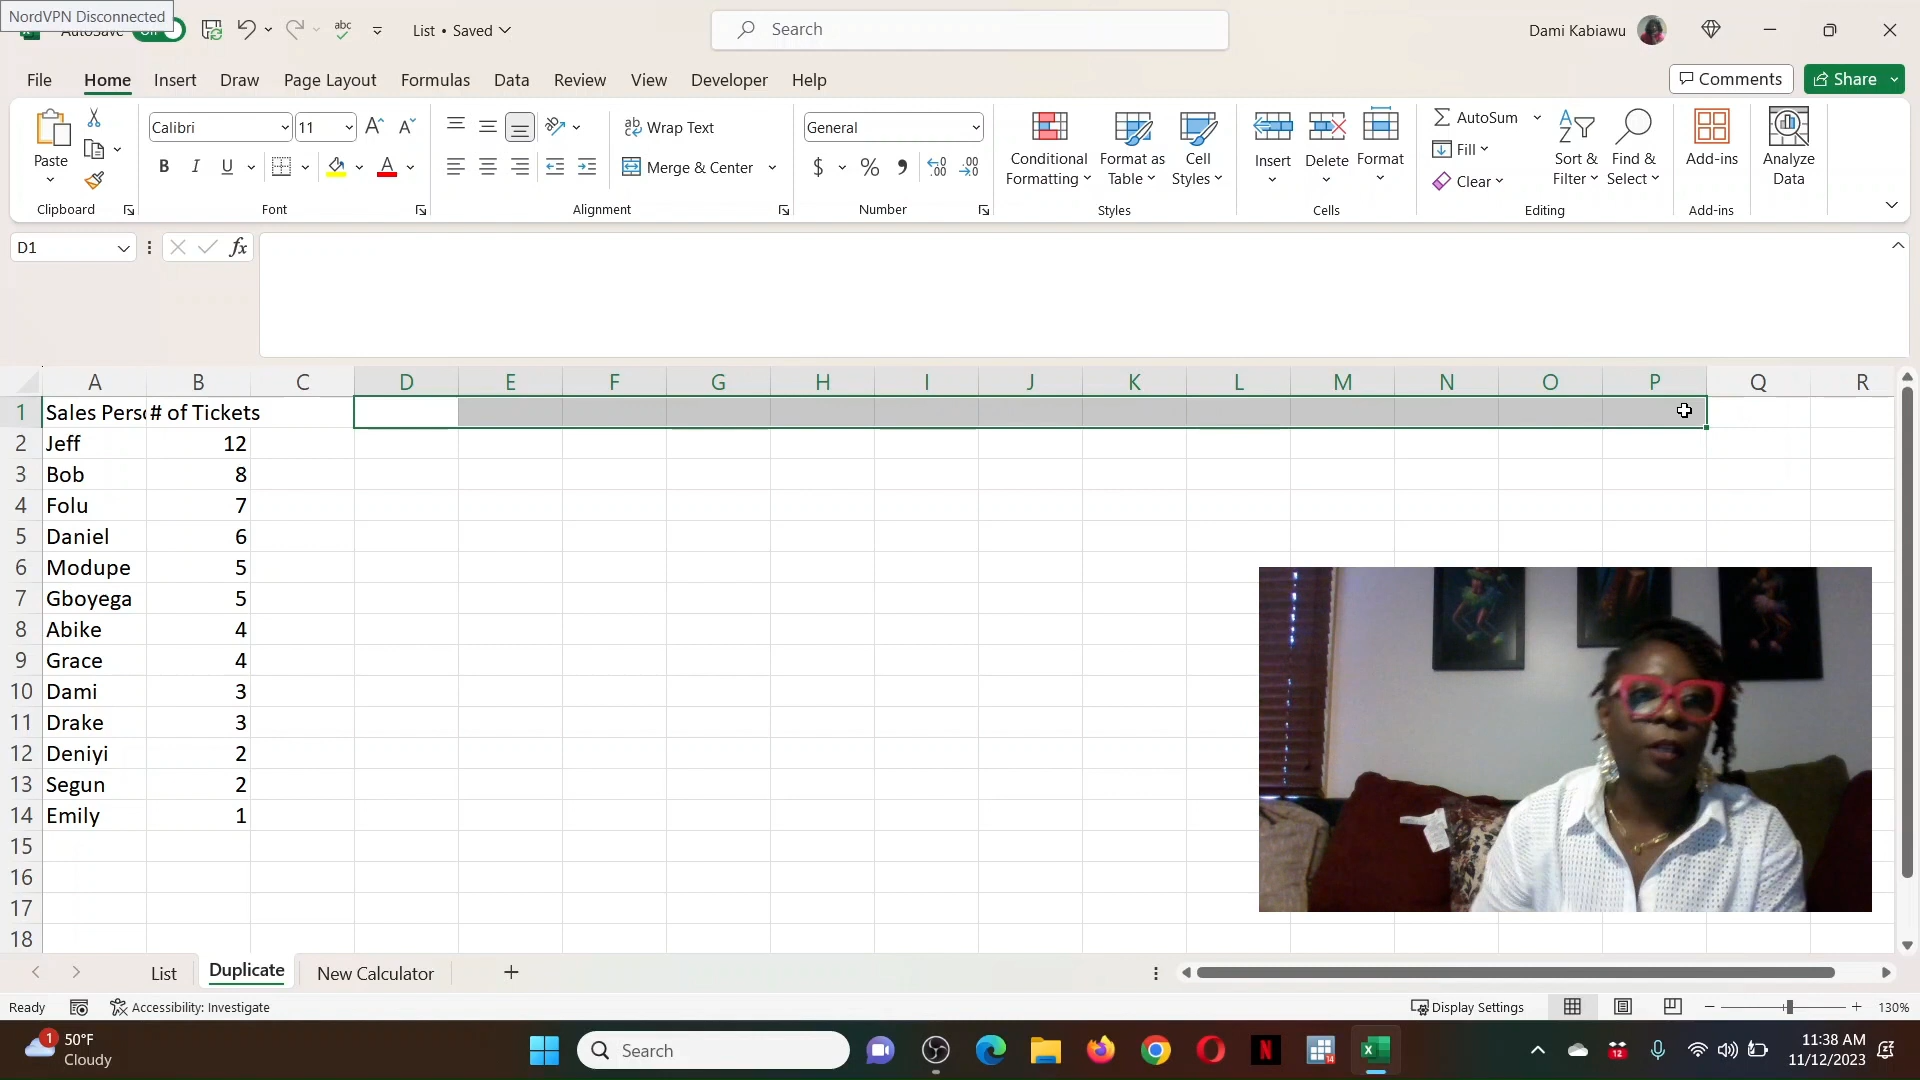 NordVPN Disconnected
AutoSave
List • Saved
Search
Dami Kabiawu
File Home Insert Draw Page Layout Formulas Data Review View Developer Help
Comments Share
Paste
Calibri 11
Wrap Text
Merge & Center
General
Conditional Formatting
Format as Table
Cell Styles
Insert Delete Format
AutoSum
Fill
Clear
Sort & Filter
Find & Select
Add-ins
Analyze Data
Clipboard Font Alignment Number Styles Cells Editing Add-ins
D1 fx
A B C D E F G H I J K L M N O P Q R
1 Sales Perso # of Tickets
2 Jeff 12
3 Bob 8
4 Folu 7
5 Daniel 6
6 Modupe 5
7 Gboyega 5
8 Abike 4
9 Grace 4
10 Dami 3
11 Drake 3
12 Deniyi 2
13 Segun 2
14 Emily 1
15
16
17
18
List Duplicate New Calculator +
Ready Accessibility: Investigate Display Settings 130%
1 50°F
Cloudy
Search
12
11:38 AM
11/12/2023